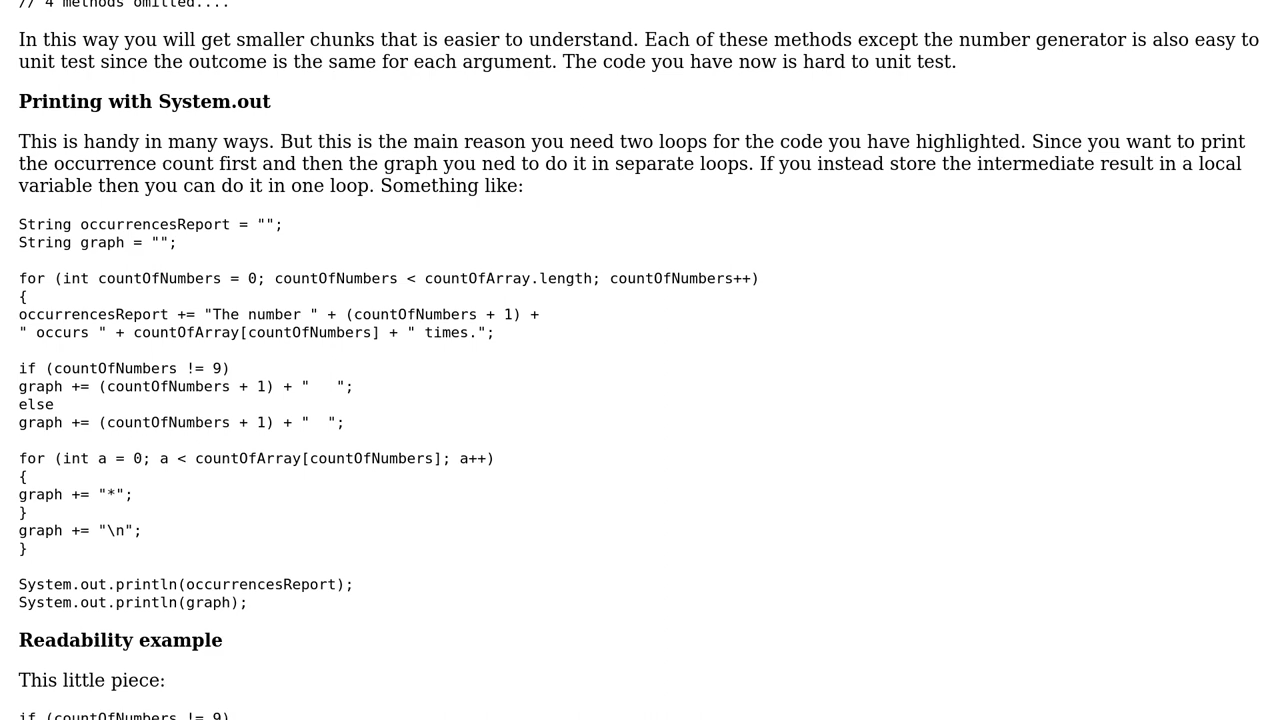 // 4 methods omitted....
In this way you will get smaller chunks that is easier to understand. Each of these methods except the number generator is also easy to
unit test since the outcome is the same for each argument. The code you have now is hard to unit test.
Printing with System.out
This is handy in many ways. But this is the main reason you need two loops for the code you have highlighted. Since you want to print
the occurrence count first and then the graph you ned to do it in separate loops. If you instead store the intermediate result in a local
variable then you can do it in one loop. Something like:
String occurrencesReport = "";
String graph = "";
for (int countOfNumbers = 0; countOfNumbers < countOfArray.length; countOfNumbers++)
{
occurrencesReport += "The number " + (countOfNumbers + 1) +
" occurs " + countOfArray[countOfNumbers] + " times.";
if (countOfNumbers != 9)
graph += (countOfNumbers + 1) + "   ";
else
graph += (countOfNumbers + 1) + "  ";
for (int a = 0; a < countOfArray[countOfNumbers]; a++)
{
graph += "*";
}
graph += "\n";
}
System.out.println(occurrencesReport);
System.out.println(graph);
Readability example
This little piece:
if (countOfNumbers != 9)